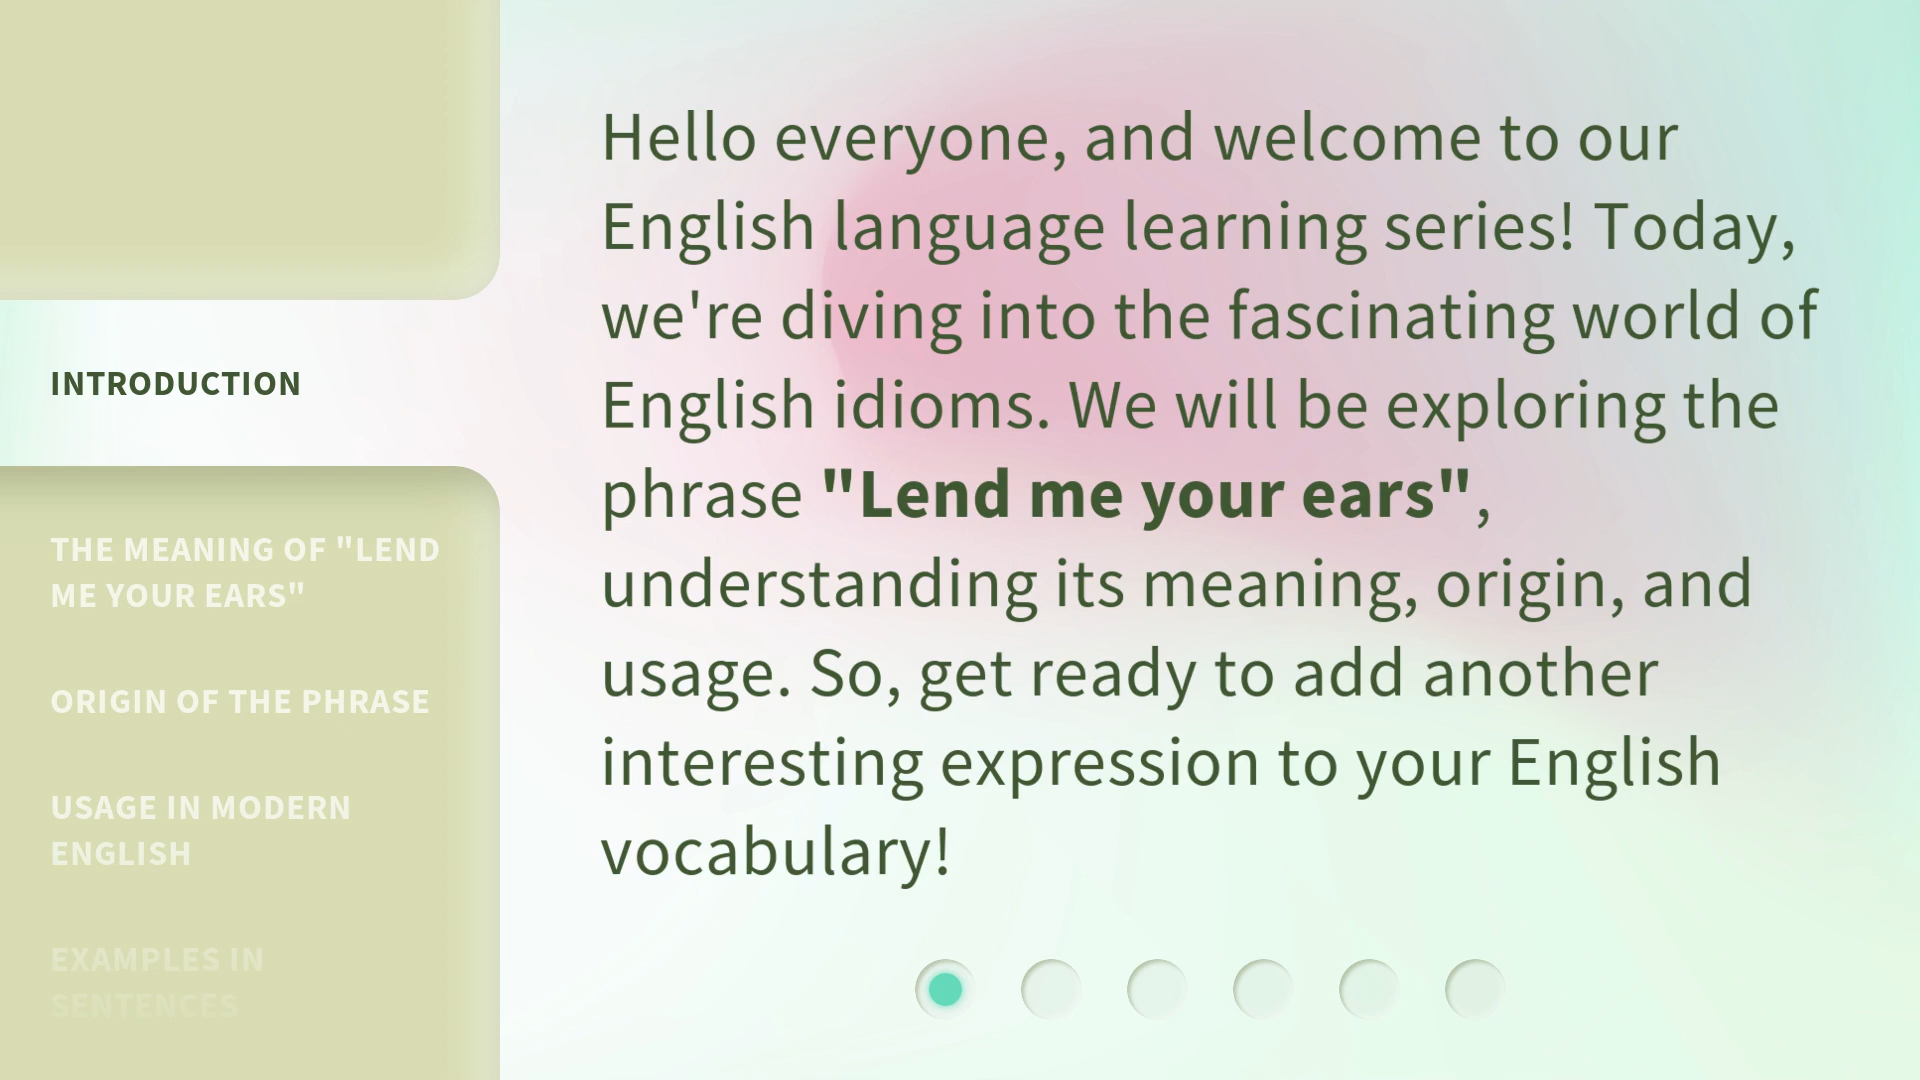 INTRODUCTION
THE MEANING OF "LEND
ME YOUR EARS"
ORIGIN OF THE PHRASE
USAGE IN MODERN
ENGLISH
EXAMPLES IN
SENTENCES
Hello everyone, and welcome to our
English language learning series! Today,
we're diving into the fascinating world of
English idioms. We will be exploring the
phrase "Lend me your ears",
understanding its meaning, origin, and
usage. So, get ready to add another
interesting expression to your English
vocabulary!